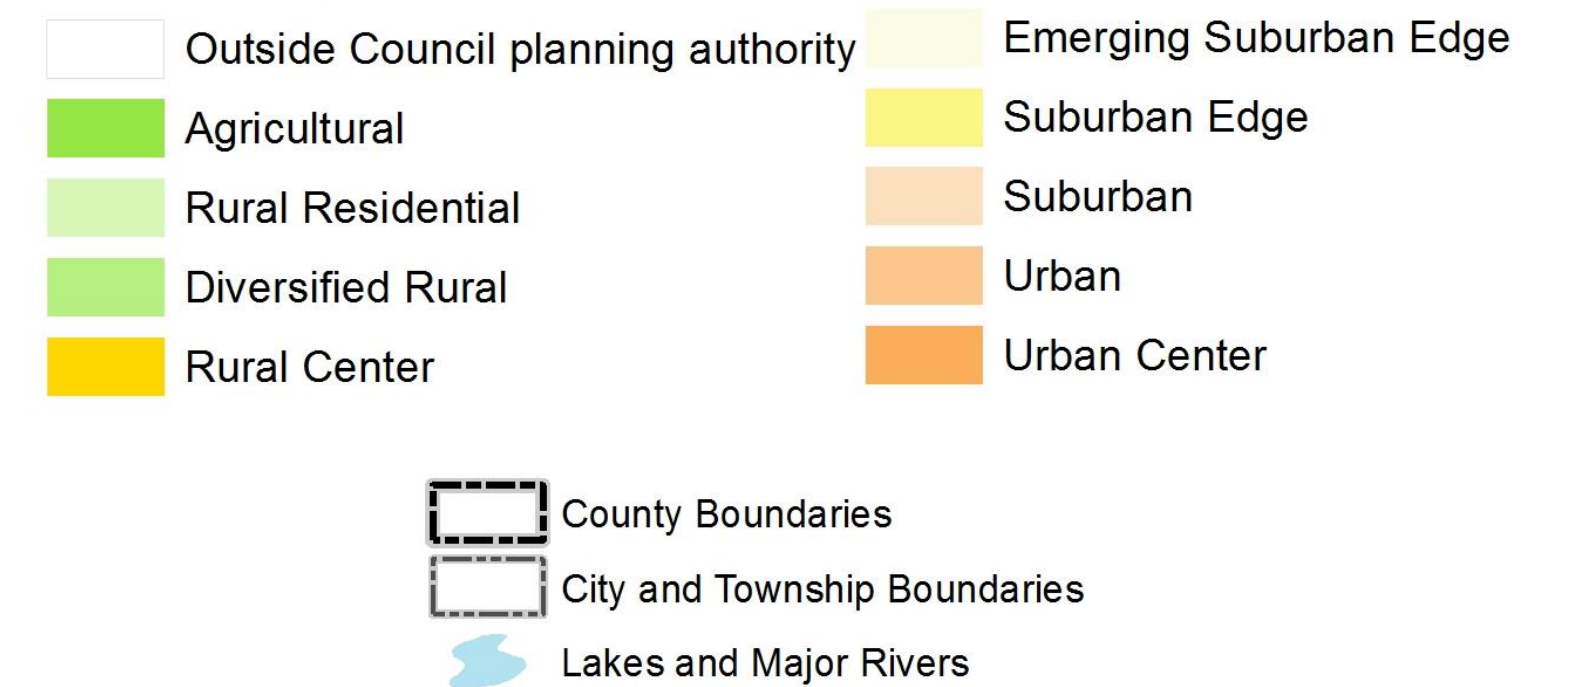 Outside Council planning authority
Agricultural
Rural Residential
Diversified Rural
Rural Center
Emerging Suburban Edge
Suburban Edge
Suburban
Urban
Urban Center
County Boundaries
City and Township Boundaries
Lakes and Major Rivers